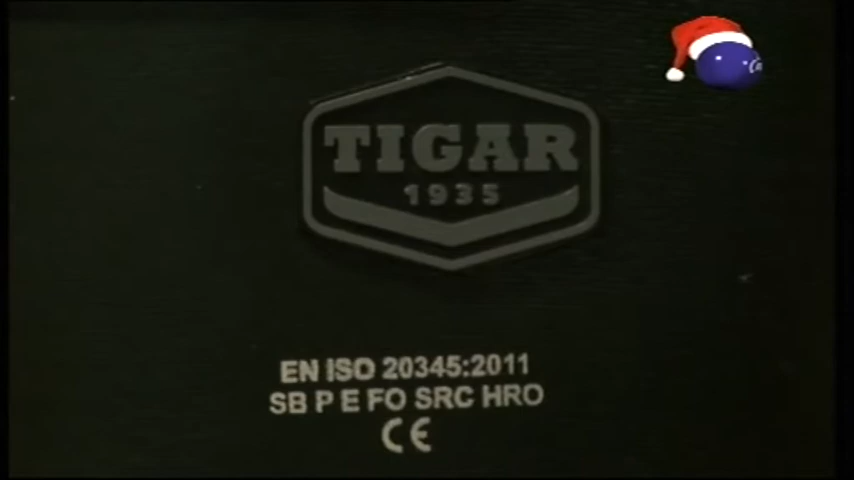 TIGAR
1935
EN ISO 20345:2011
SB P E FO SRC HRO
CE